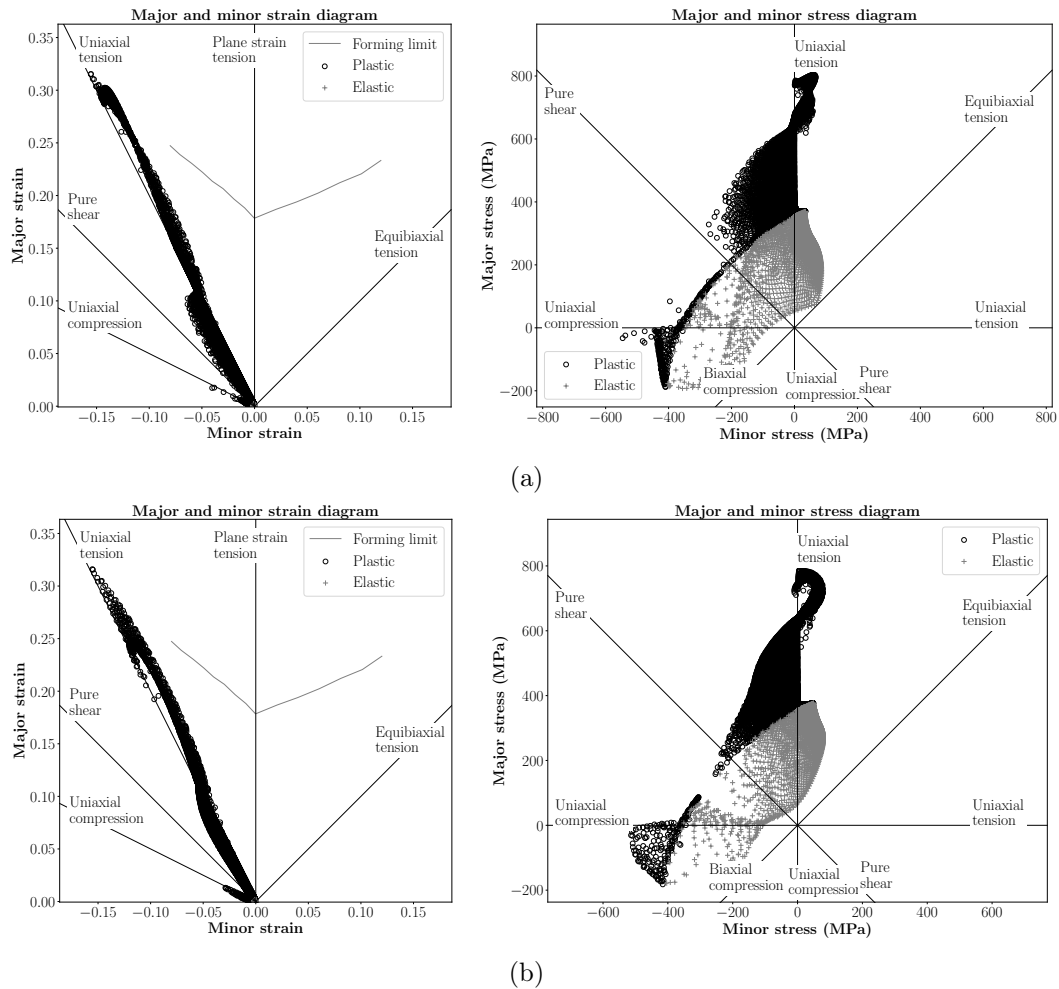 Major and minor strain diagram
0.35
0.30
0.25
0.20
0.15
0.10
0.05
0.00
Major strain
−0.15
−0.10
−0.05
0.00
0.05
0.10
0.15
Minor strain
Uniaxial
tension
Plane strain
tension
Forming limit
Plastic
Elastic
Pure
shear
Equibiaxial
tension
Uniaxial
compression
Major and minor stress diagram
800
600
400
200
0
−200
Major stress (MPa)
−800
−600
−400
−200
0
200
400
600
800
Minor stress (MPa)
Uniaxial
tension
Pure
shear
Equibiaxial
tension
Uniaxial
compression
Uniaxial
tension
Plastic
Elastic
Biaxial
compression
Uniaxial
compression
Pure
shear
(a)
Major and minor strain diagram
0.35
0.30
0.25
0.20
0.15
0.10
0.05
0.00
Major strain
−0.15
−0.10
−0.05
0.00
0.05
0.10
0.15
Minor strain
Uniaxial
tension
Plane strain
tension
Forming limit
Plastic
Elastic
Pure
shear
Equibiaxial
tension
Uniaxial
compression
Major and minor stress diagram
800
600
400
200
0
−200
Major stress (MPa)
−600
−400
−200
0
200
400
600
Minor stress (MPa)
Uniaxial
tension
Plastic
Elastic
Pure
shear
Equibiaxial
tension
Uniaxial
compression
Uniaxial
tension
Biaxial
compression
Uniaxial
compression
Pure
shear
(b)